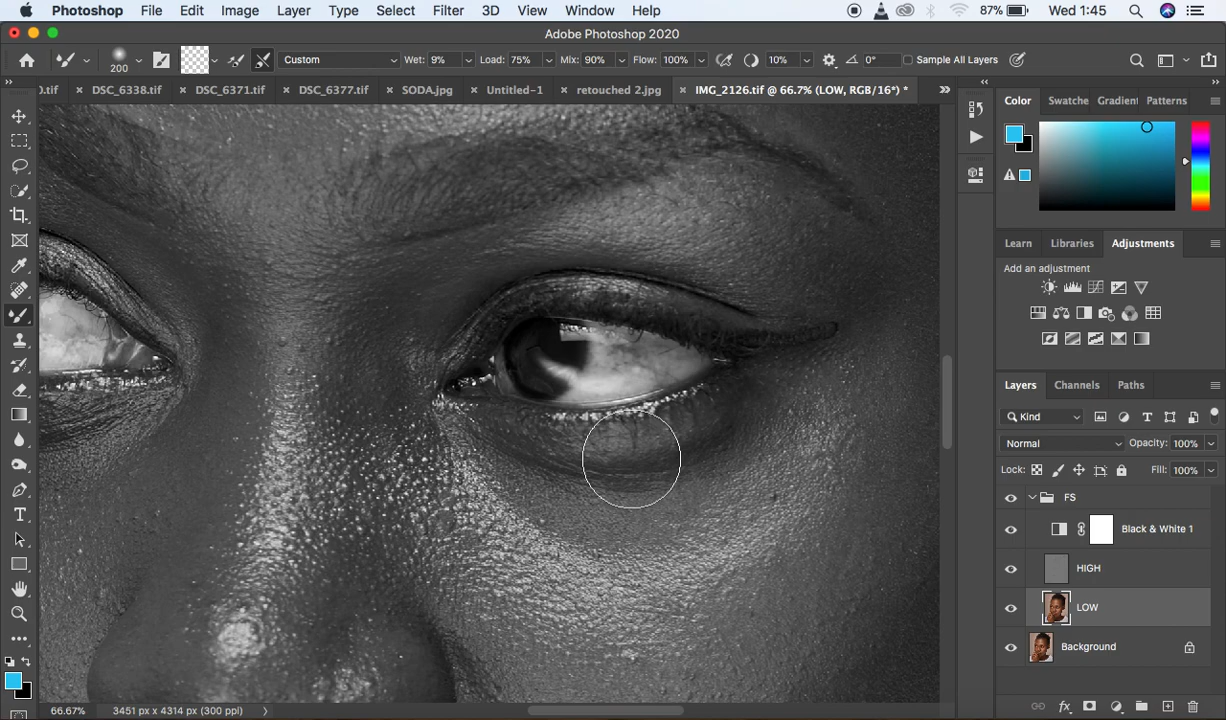 Photoshop File Edit Image Layer Type Select Filter 3D View Window Help 87% Wed 1:45
Adobe Photoshop 2020
200 Custom Wet: 9% Load: 75% Mix: 90% Flow: 100% 10% 0° Sample All Layers
0.tif DSC_6338.tif DSC_6371.tif DSC_6377.tif SODA.jpg Untitled-1 retouched 2.jpg IMG_2126.tif @ 66.7% (LOW, RGB/16*) *
Color Swatche Gradient Patterns
Learn Libraries Adjustments
Add an adjustment
Layers Channels Paths
Kind
Normal Opacity: 100%
Lock: Fill: 100%
FS
Black & White 1
HIGH
LOW
Background
66.67% 3451 px x 4314 px (300 ppi)